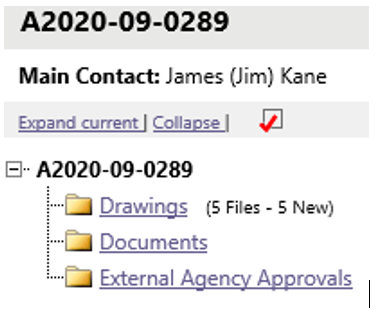 A2020-09-0289
Main Contact: James (Jim) Kane
Expand current | Collapse |
A2020-09-0289
Drawings (5 Files - 5 New)
Documents
External Agency Approvals